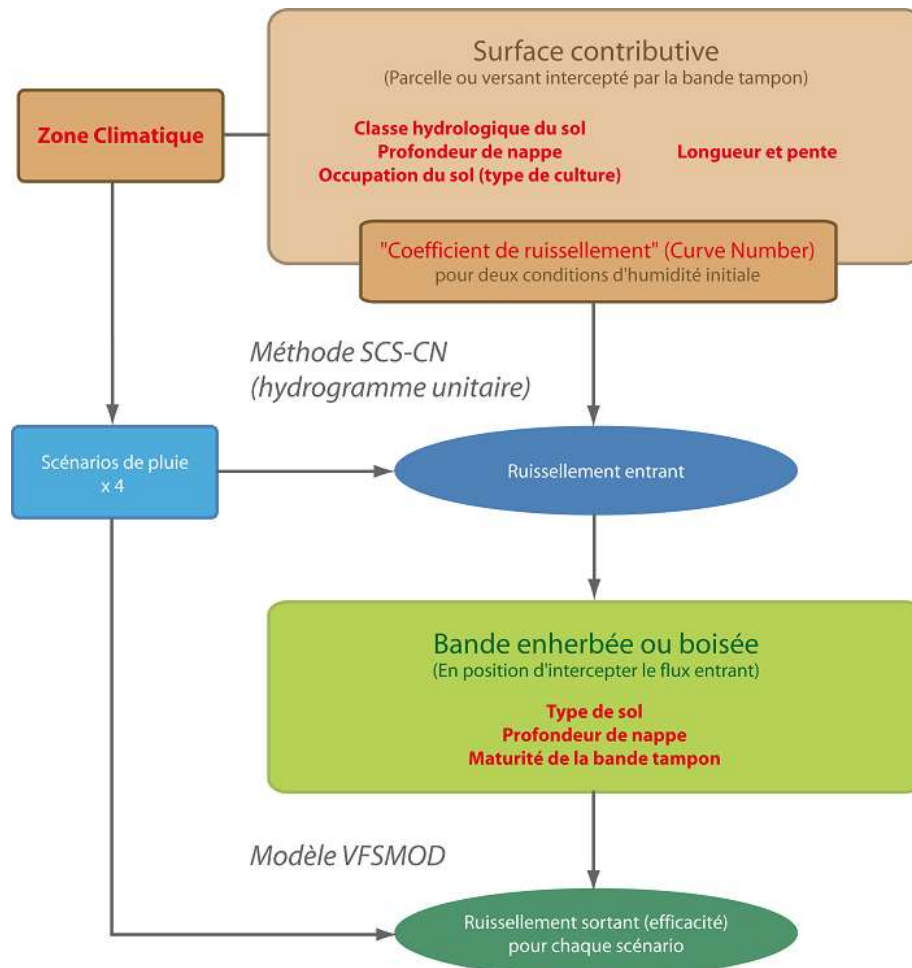 Surface contributive
(Parcelle ou versant intercepté par la bande tampon)
Zone Climatique
Classe hydrologique du sol
Profondeur de nappe
Occupation du sol (type de culture)
Longueur et pente
"Coefficient de ruissellement" (Curve Number)
pour deux conditions d'humidité initiale
Méthode SCS-CN
(hydrogramme unitaire)
Scénarios de pluie
x 4
Ruissellement entrant
Bande enherbée ou boisée
(En position d'intercepter le flux entrant)
Type de sol
Profondeur de nappe
Maturité de la bande tampon
Modèle VFSMOD
Ruissellement sortant (efficacité)
pour chaque scénario